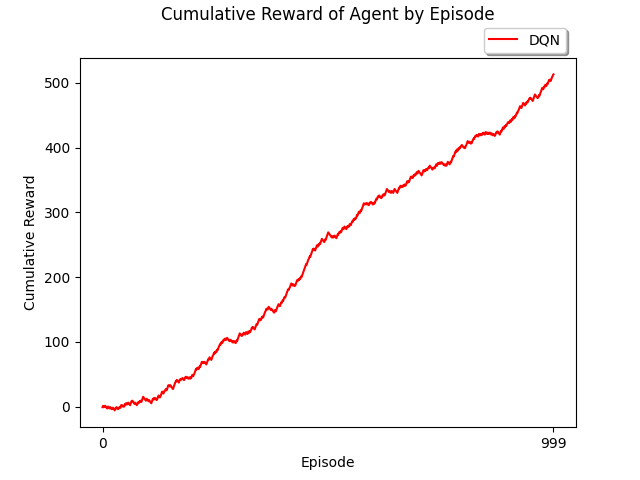 Cumulative Reward of Agent by Episode
DQN
500
400
300
200
100
0
Cumulative Reward
0
999
Episode